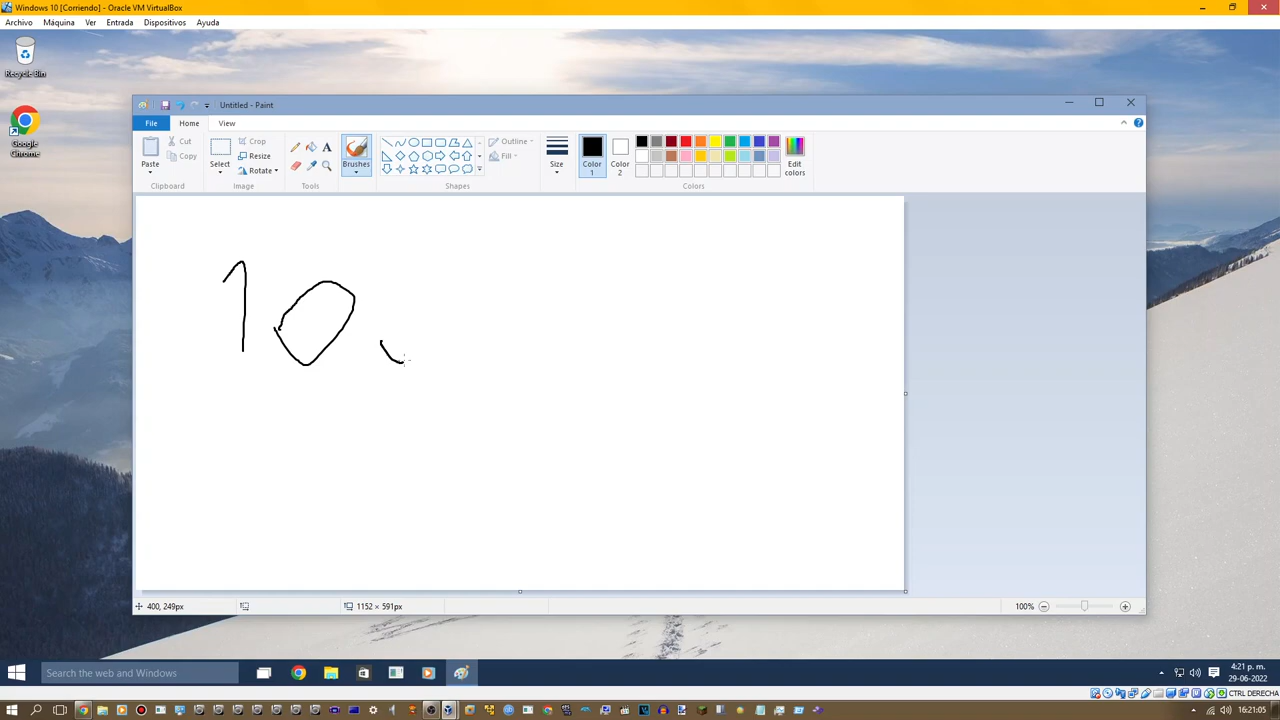 Windows 10 [Corriendo] - Oracle VM VirtualBox
Archivo Máquina Ver Entrada Dispositivos Ayuda
Recycle Bin
Google
Chrome
Untitled - Paint
File Home View
Paste
Cut
Copy
Clipboard
Select
Crop
Resize
Rotate
Image
A
Tools
Brushes
Outline
Fill
Shapes
Size
Color
1
Color
2
Edit
colors
Colors
10.
400, 249px
1152 × 591px
100%
Search the web and Windows
4:21 p. m.
29-06-2022
CTRL DERECHA
16:21:05